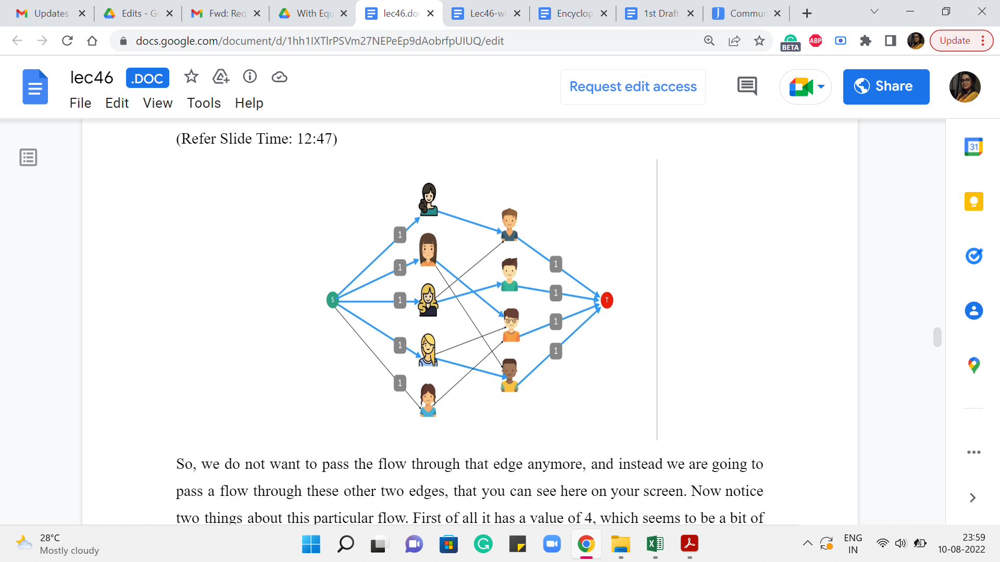 Updates
Edits - Go
Fwd: Req
With Equ
lec46.doc
Lec46-wi
Encyclop
1st Draft
Commun
docs.google.com/document/d/1hh1IXTlrPSVm27NEPeEp9dAobrfpUIUQ/edit
ABP
BETA
Update
lec46
.DOC
File Edit View Tools Help
Request edit access
Share
(Refer Slide Time: 12:47)
31
1
1
1
1
1
S
1
1
1
1
T
So, we do not want to pass the flow through that edge anymore, and instead we are going to
pass a flow through these other two edges, that you can see here on your screen. Now notice
two things about this particular flow. First of all it has a value of 4, which seems to be a bit of
28°C
Mostly cloudy
ENG
IN
23:59
10-08-2022